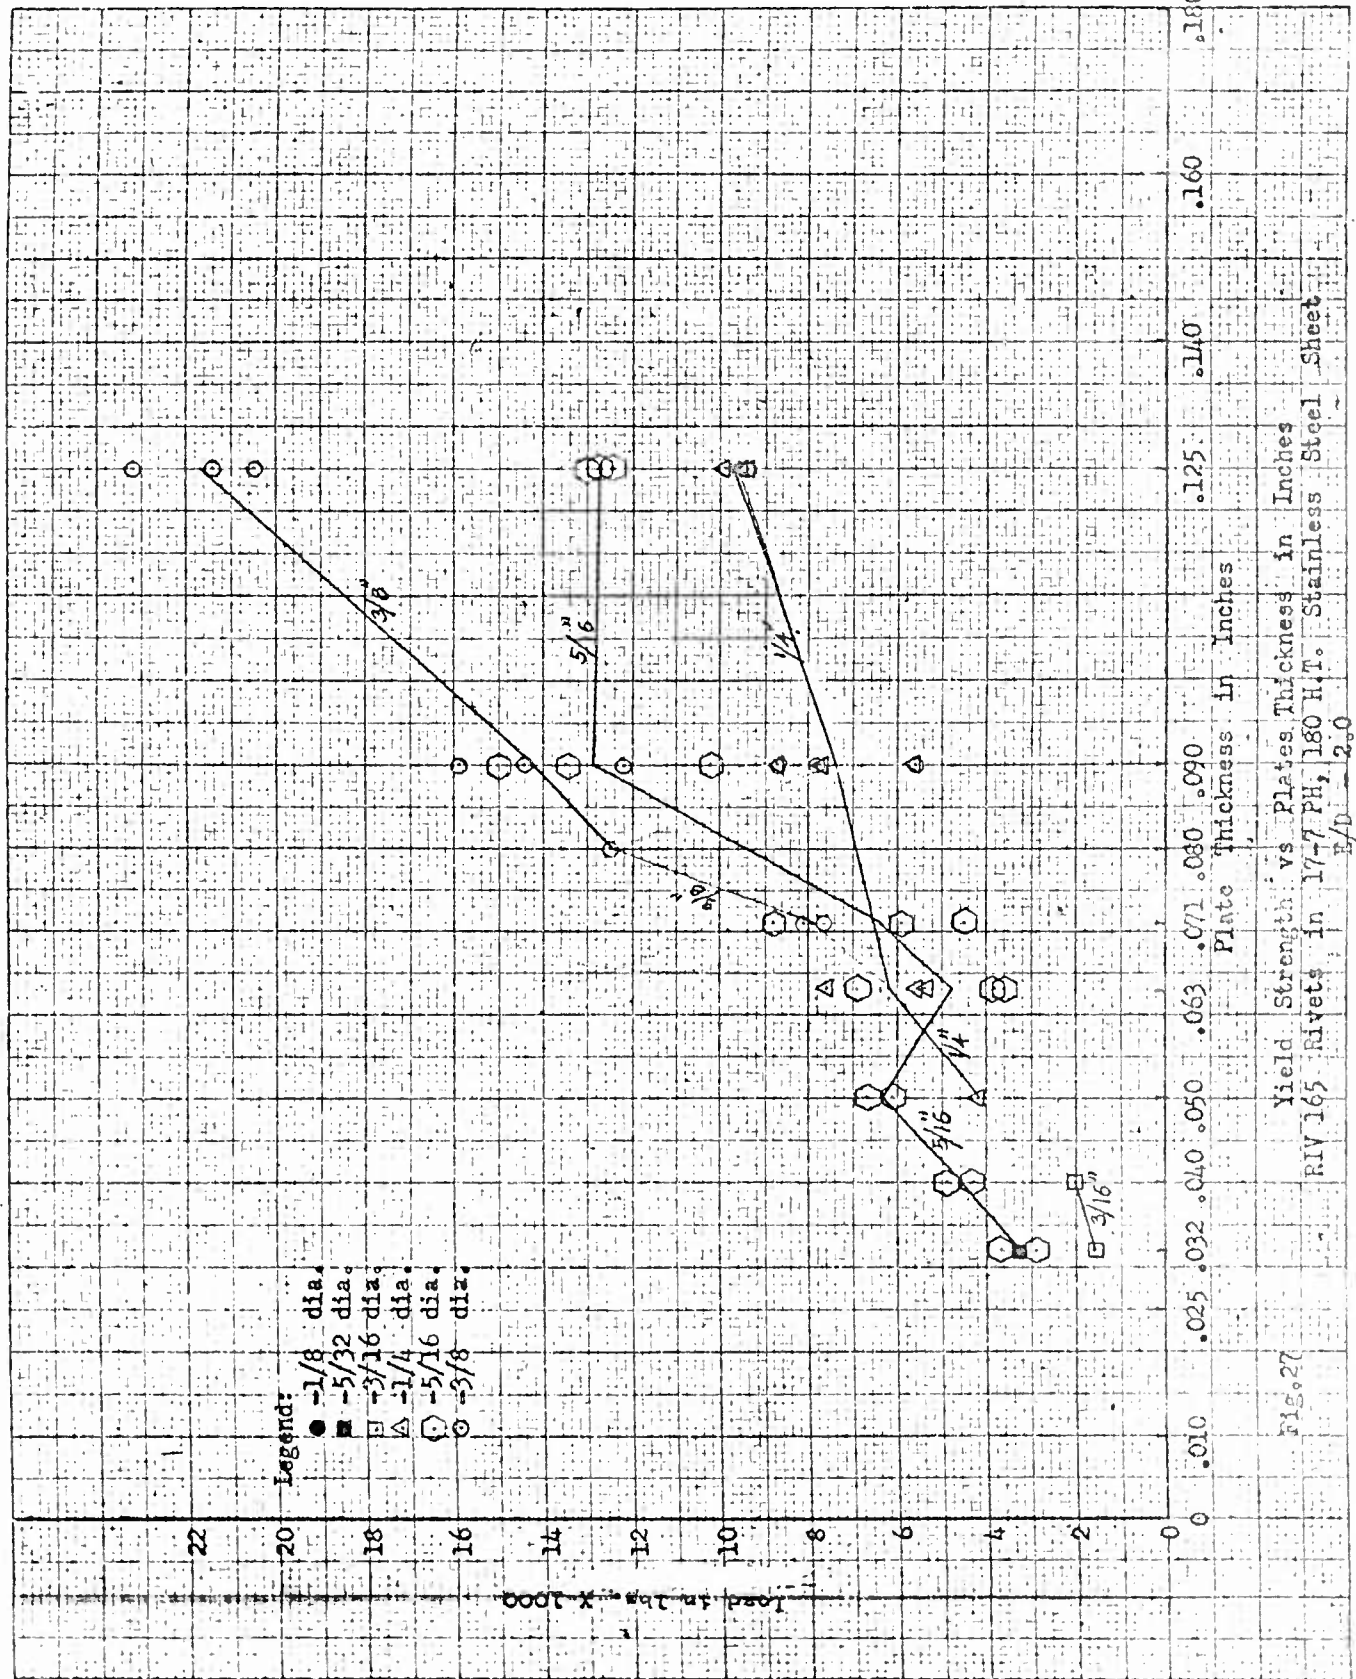 Legend:
-1/8 dia.
-5/32 dia.
-3/16 dia.
-1/4 dia.
-5/16 dia.
-3/8 dia.
Load in lbs. X 1000
22
20
18
16
14
12
10
8
6
4
2
0
3/8"
5/16"
1/4"
3/8"
1/4"
5/16"
3/16"
0 .010 .025 .032 .040 .050 .063 .071 .080 .090 .125 .140 .160 .180
Plate Thickness in Inches
Fig.27
Yield Strength vs Plates Thickness in Inches
RIV 165 Rivets in 17-7 PH, 180 H.T. Stainless Steel Sheet
E/D - 2.0